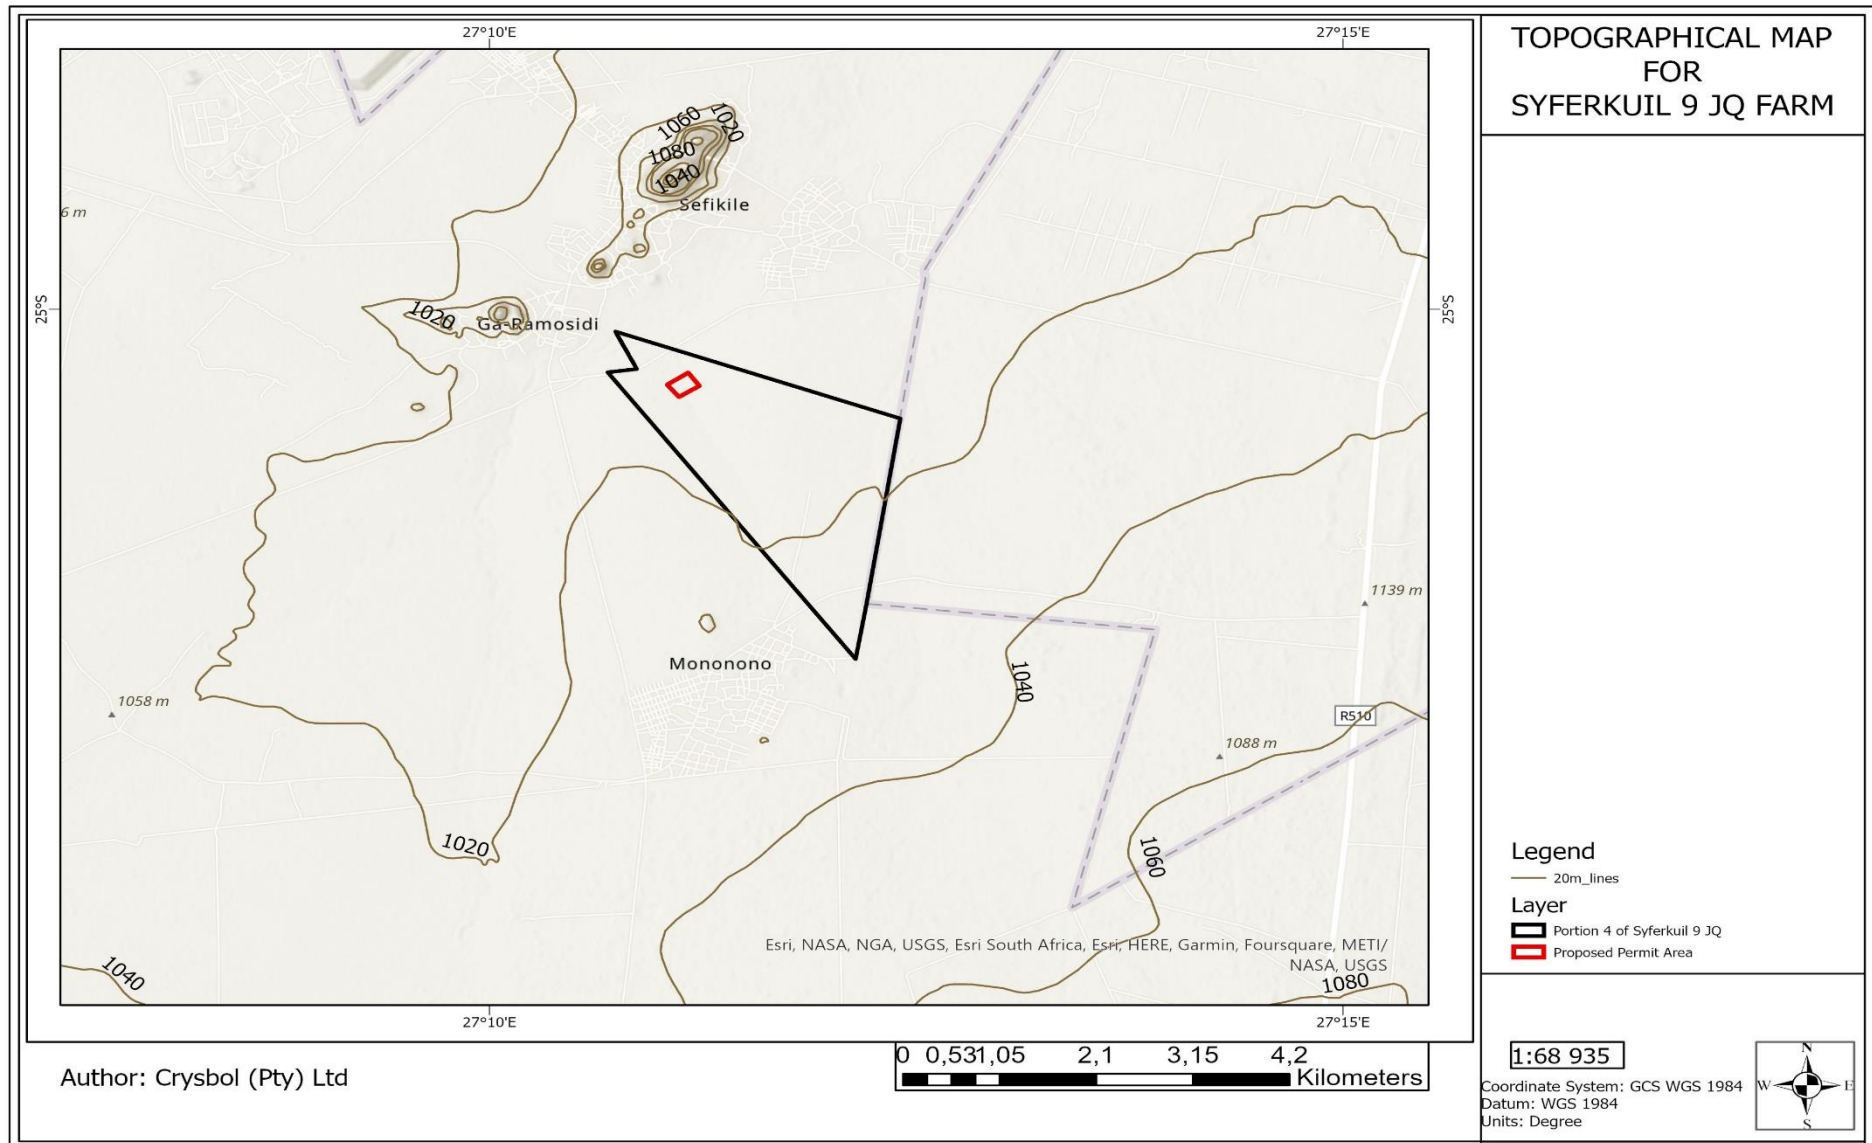 TOPOGRAPHICAL MAP
FOR
SYFERKUIL 9 JQ FARM
27°10'E
27°15'E
1060
1020
1080
1040
Sefikile
6 m
25°S
25°S
1020
Ga-Ramosidi
1139 m
Mononono
1040
1058 m
R510
1088 m
1020
1060
Esri, NASA, NGA, USGS, Esri South Africa, Esri, HERE, Garmin, Foursquare, METI/
NASA, USGS
1040
1080
27°10'E
27°15'E
Legend
20m_lines
Layer
Portion 4 of Syferkuil 9 JQ
Proposed Permit Area
Author: Crysbol (Pty) Ltd
0 0,531,05 2,1 3,15 4,2
Kilometers
1:68 935
Coordinate System: GCS WGS 1984
Datum: WGS 1984
Units: Degree
N
W E
S